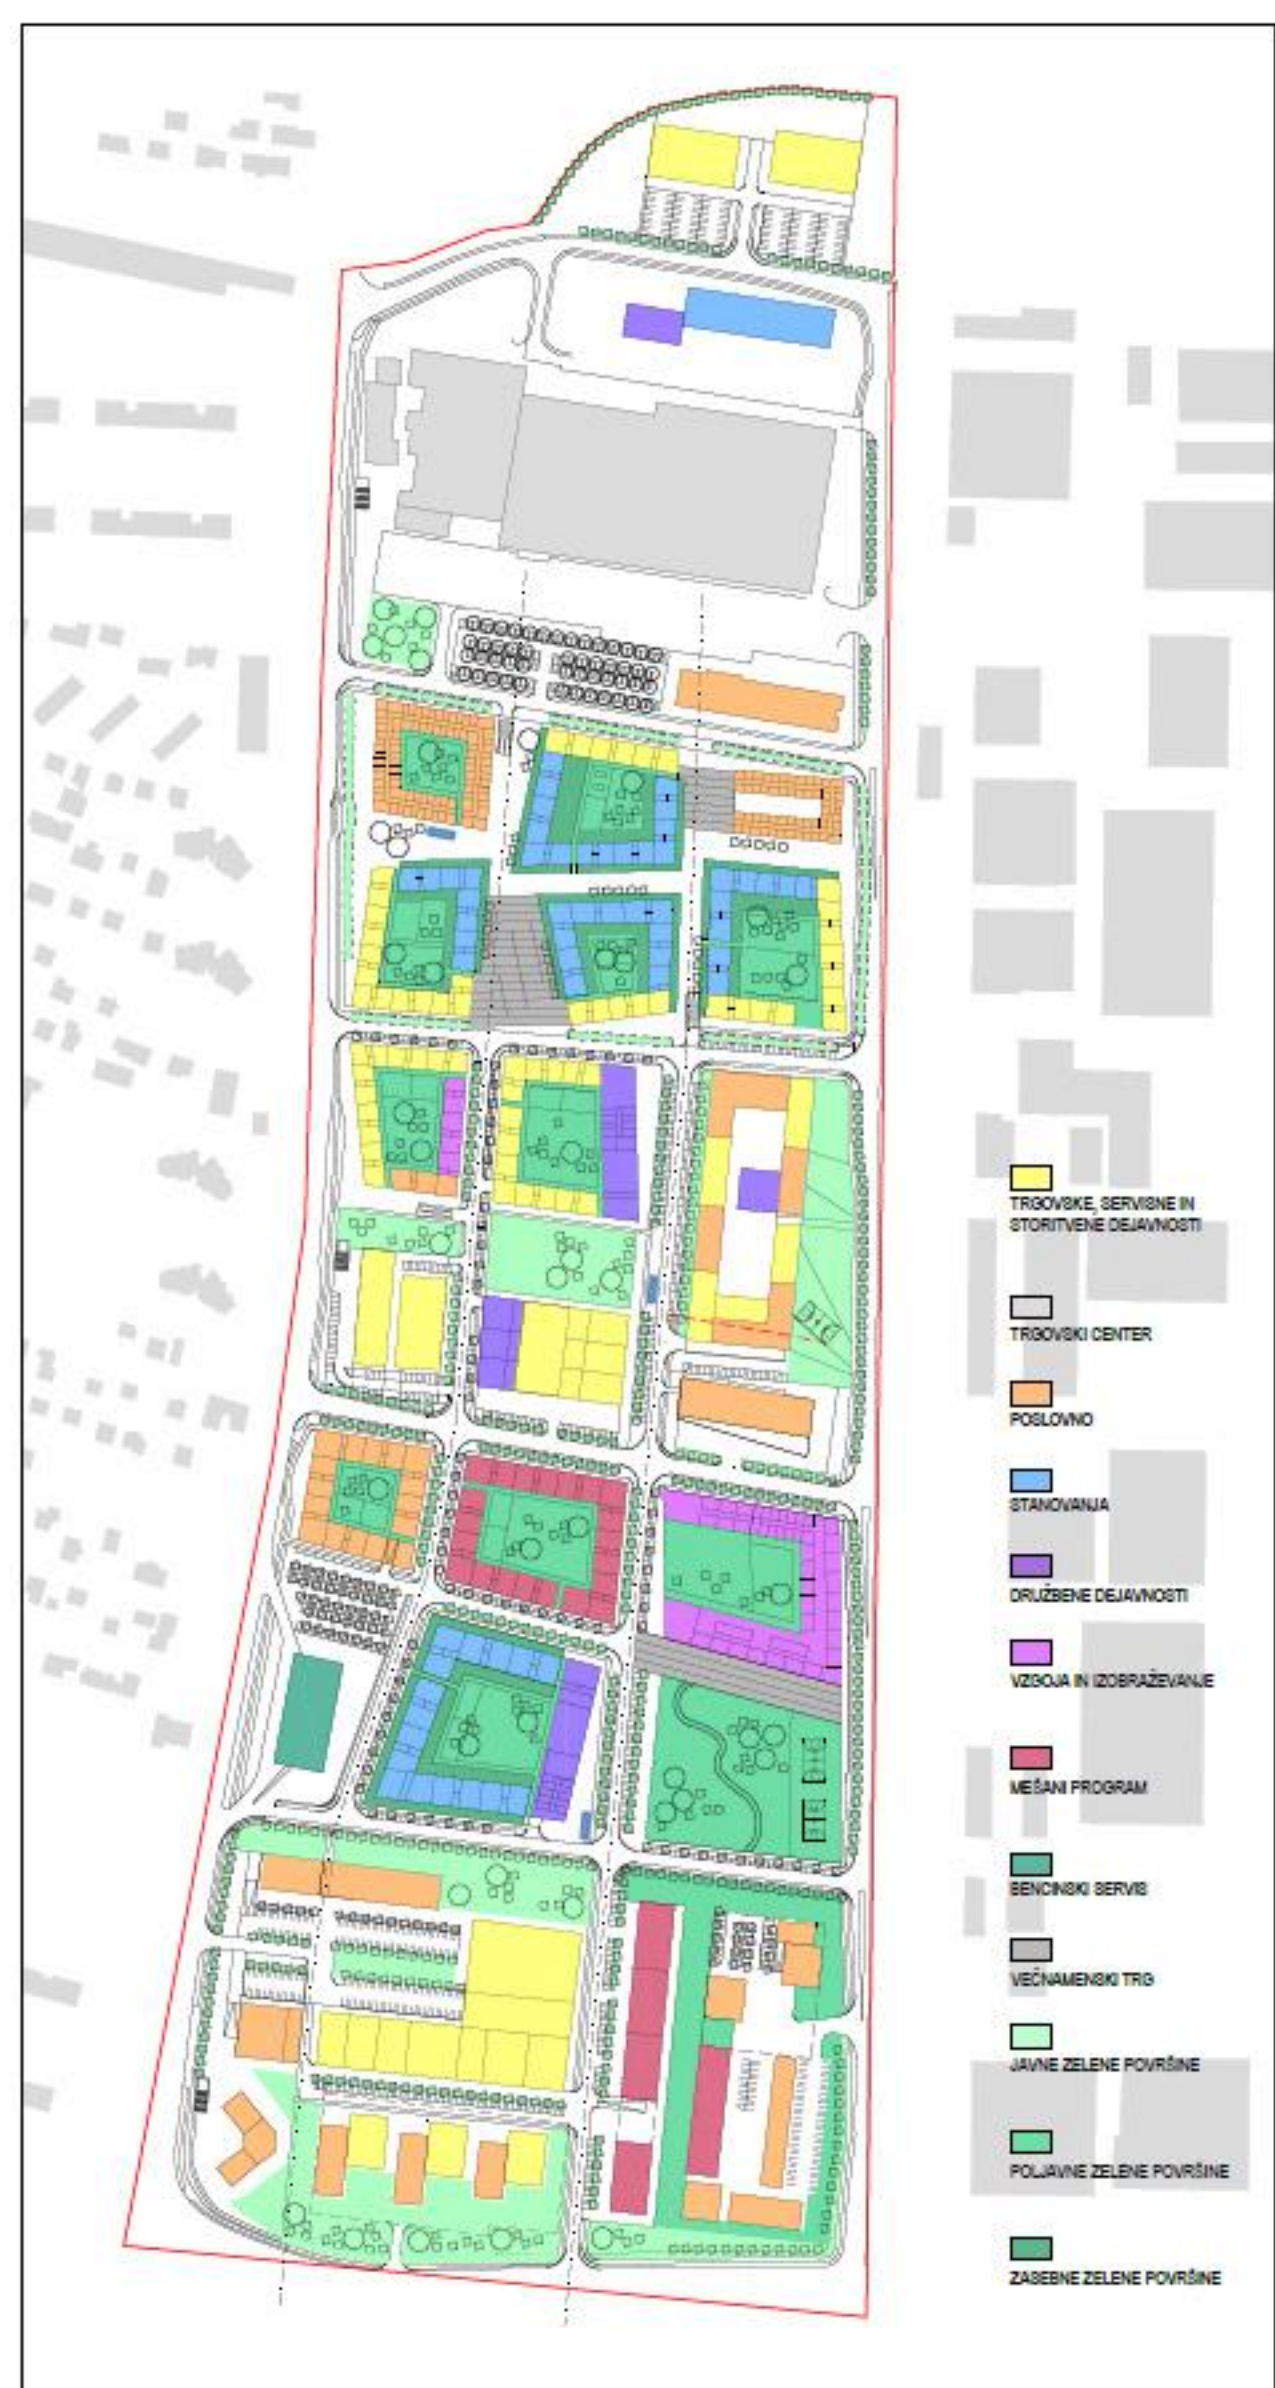 TRGOVSKE, SERVISNE IN
STORITVENE DEJAVNOSTI
TRGOVSKI CENTER
POSLOVNO
STANOVANJA
DRUŽBENE DEJAVNOSTI
VZGOJA IN IZOBRAŽEVANJE
MEŠANI PROGRAM
BENCINSKI SERVIS
VEČNAMENSKI TRG
JAVNE ZELENE POVRŠINE
POLJAVNE ZELENE POVRŠINE
ZASEBNE ZELENE POVRŠINE